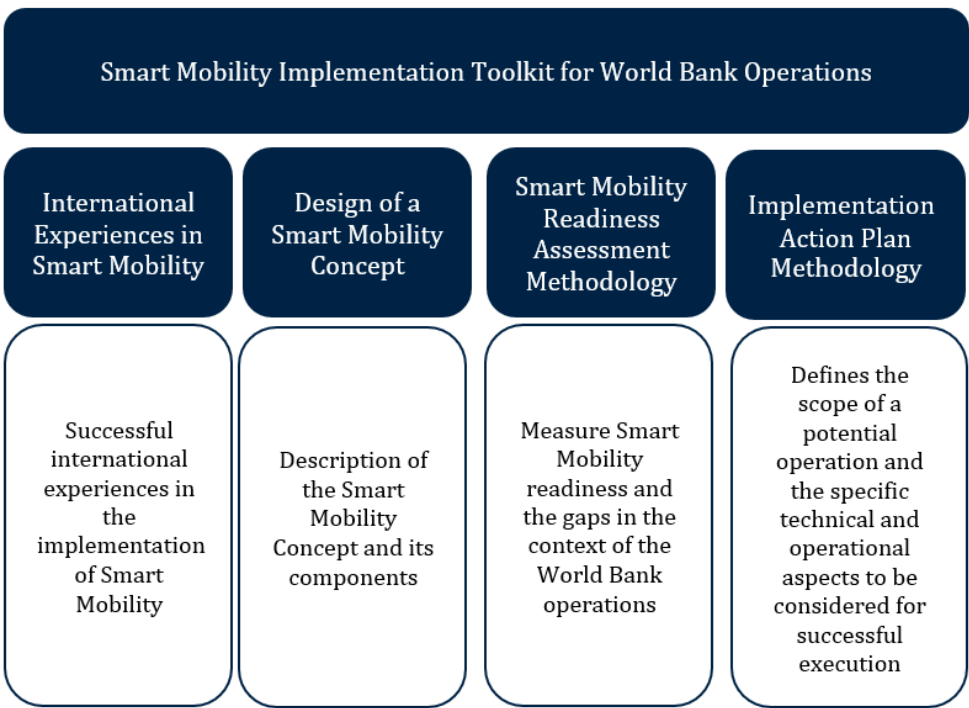 Smart Mobility Implementation Toolkit for World Bank Operations
International
Experiences in
Smart Mobility
Design of a
Smart Mobility
Concept
Smart Mobility
Readiness
Assessment
Methodology
Implementation
Action Plan
Methodology
Successful
international
experiences in
the
implementation
of Smart
Mobility
Description of
the Smart
Mobility
Concept and its
components
Measure Smart
Mobility
readiness and
the gaps in the
context of the
World Bank
operations
Defines the
scope of a
potential
operation and
the specific
technical and
operational
aspects to be
considered for
successful
execution